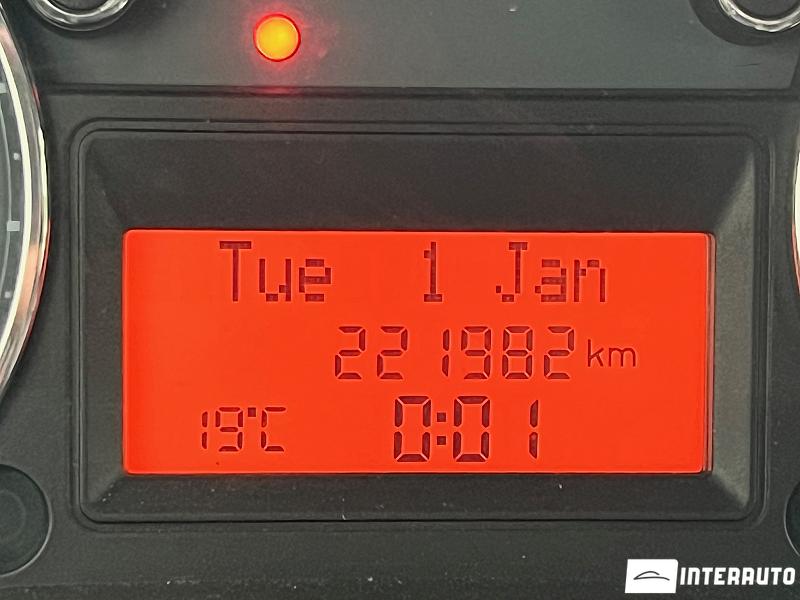 Tue 1 Jan
221982 km
19°C 0:01
INTERAUTO